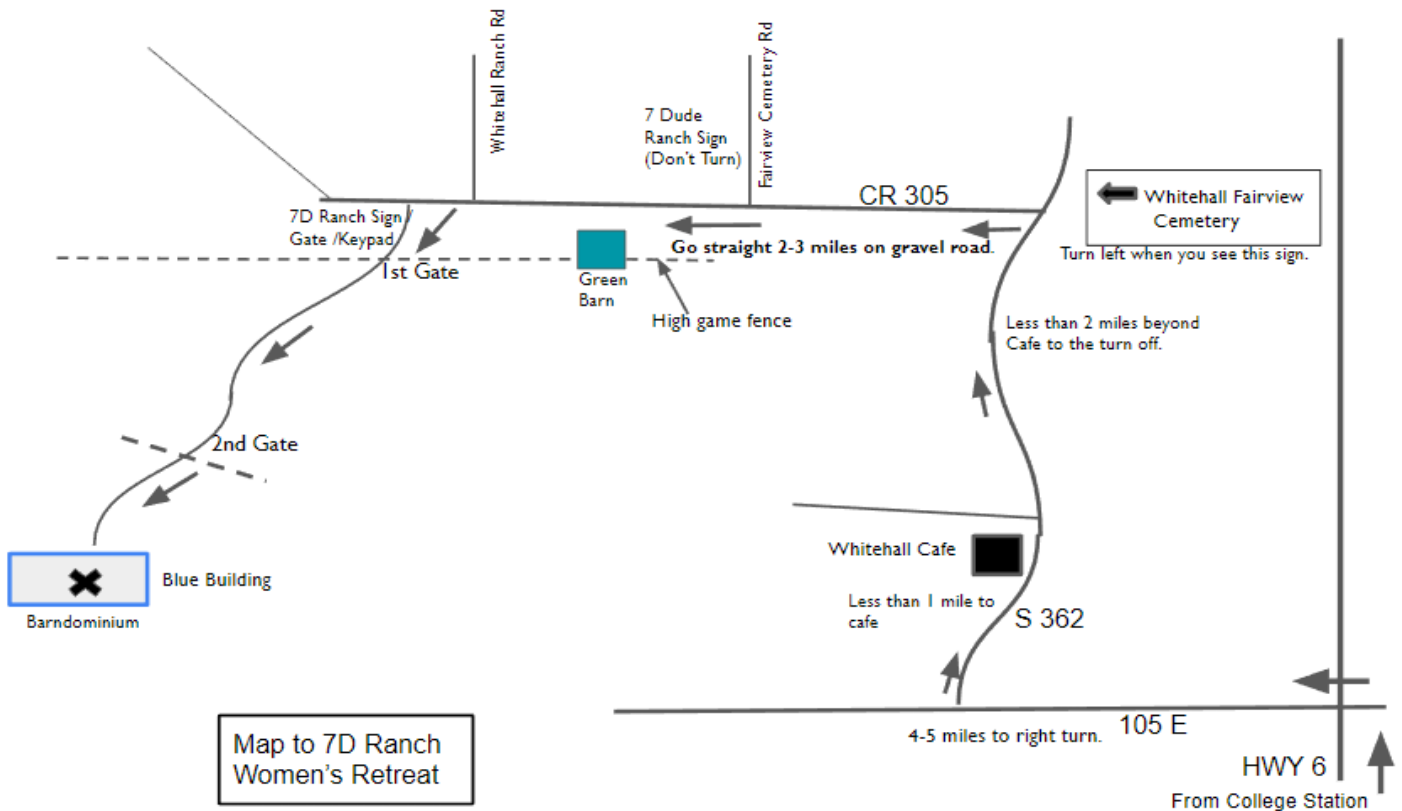 Whitehall Ranch Rd
Fairview Cemetery Rd
7 Dude
Ranch Sign
(Don't Turn)
CR 305
Whitehall Fairview
Cemetery
Turn left when you see this sign.
7D Ranch Sign /
Gate /Keypad
Go straight 2-3 miles on gravel road.
1st Gate
Green
Barn
High game fence
Less than 2 miles beyond
Cafe to the turn off.
2nd Gate
Whitehall Cafe
Blue Building
Barndominium
Less than 1 mile to
cafe
S 362
105 E
4-5 miles to right turn.
Map to 7D Ranch
Women's Retreat
HWY 6
From College Station